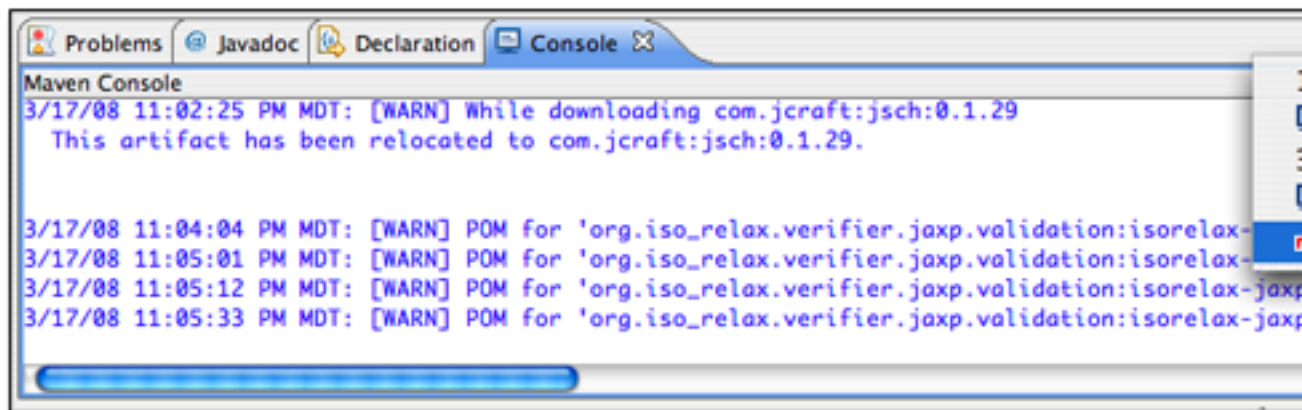 Problems @ Javadoc Declaration Console
Maven Console
3/17/08 11:02:25 PM MDT: [WARN] While downloading com.jcraft:jsch:0.1.29
This artifact has been relocated to com.jcraft:jsch:0.1.29.
3/17/08 11:04:04 PM MDT: [WARN] POM for 'org.iso_relax.verifier.jaxp.validation:isorelax-
3/17/08 11:05:01 PM MDT: [WARN] POM for 'org.iso_relax.verifier.jaxp.validation:isorelax-
3/17/08 11:05:12 PM MDT: [WARN] POM for 'org.iso_relax.verifier.jaxp.validation:isorelax-jaxp
3/17/08 11:05:33 PM MDT: [WARN] POM for 'org.iso_relax.verifier.jaxp.validation:isorelax-jaxp